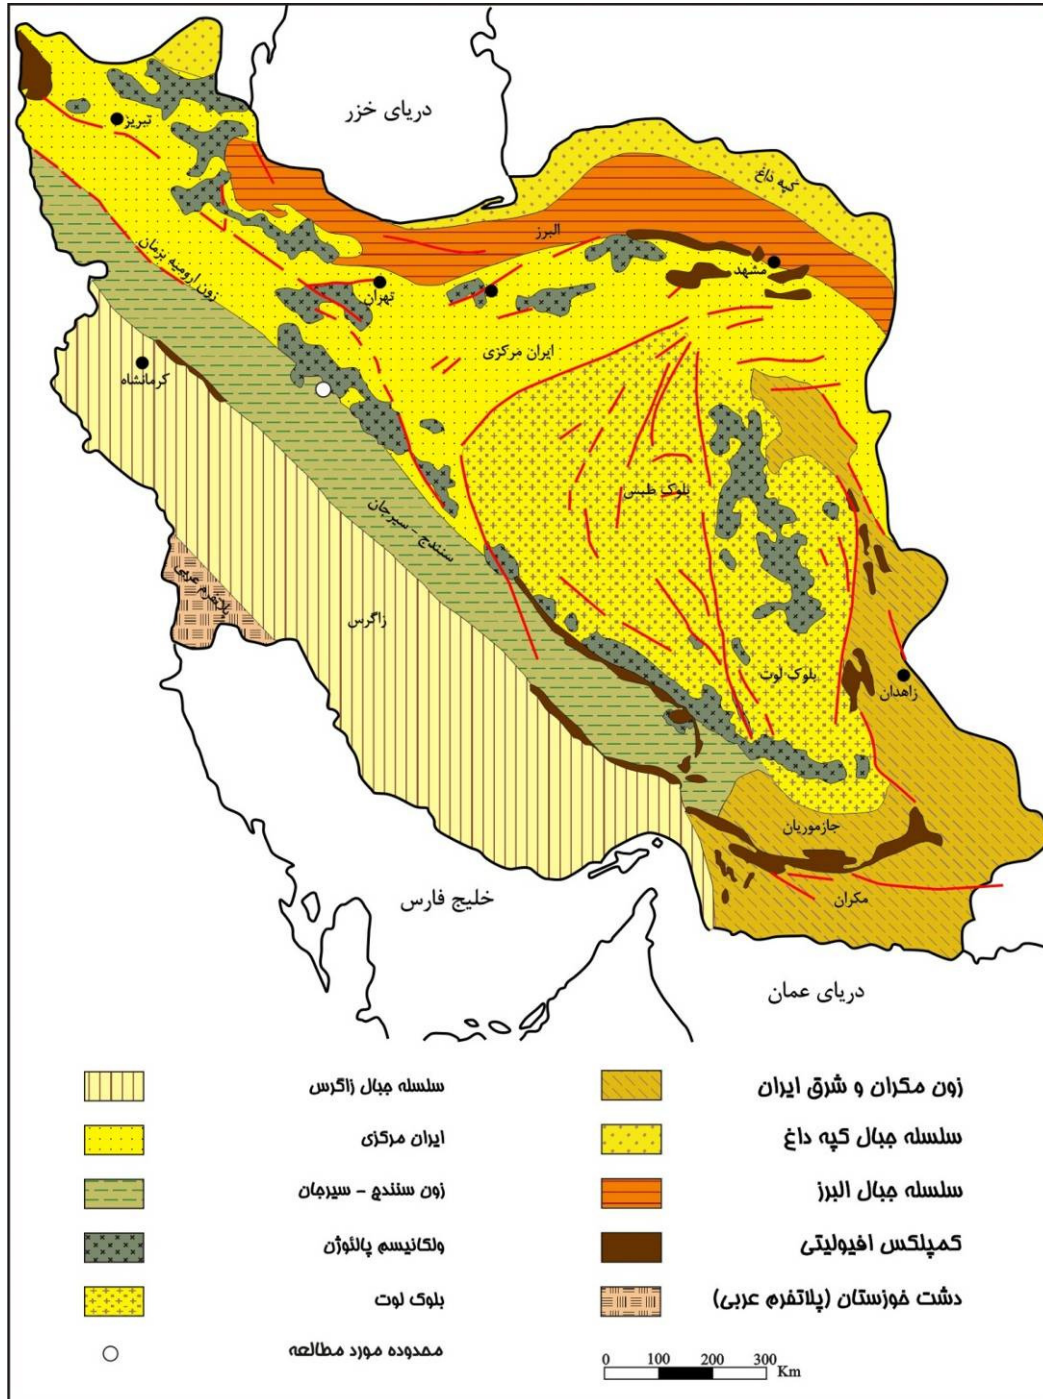 دریای خزر
تبریز
کپه داغ
البرز
مشهد
زون ارومیه بزمان
تهران
ایران مرکزی
کرمانشاه
بلوک طبس
سنندج - سیرجان
پلاتفرم عربی
زاگرس
بلوک لوت
زاهدان
جازموریان
خلیج فارس
مکران
دریای عمان
زون مکران و شرق ایران
سلسله جبال کپه داغ
سلسله جبال البرز
کمپلکس افیولیتی
دشت خوزستان (پلاتفرم عربی)
سلسله جبال زاگرس
ایران مرکزی
زون سنندج - سیرجان
ولکانیسم پالئوژن
بلوک لوت
محدوده مورد مطالعه
0 100 200 300 Km